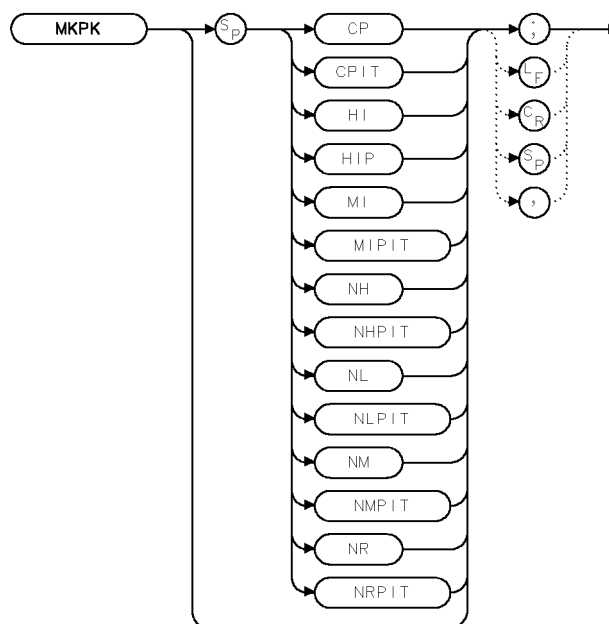 MKPK
SP
CP
;
CPIT
LF
HI
CR
HIP
SP
MI
,
MIPIT
NH
NHPIT
NL
NLPIT
NM
NMPIT
NR
NRPIT